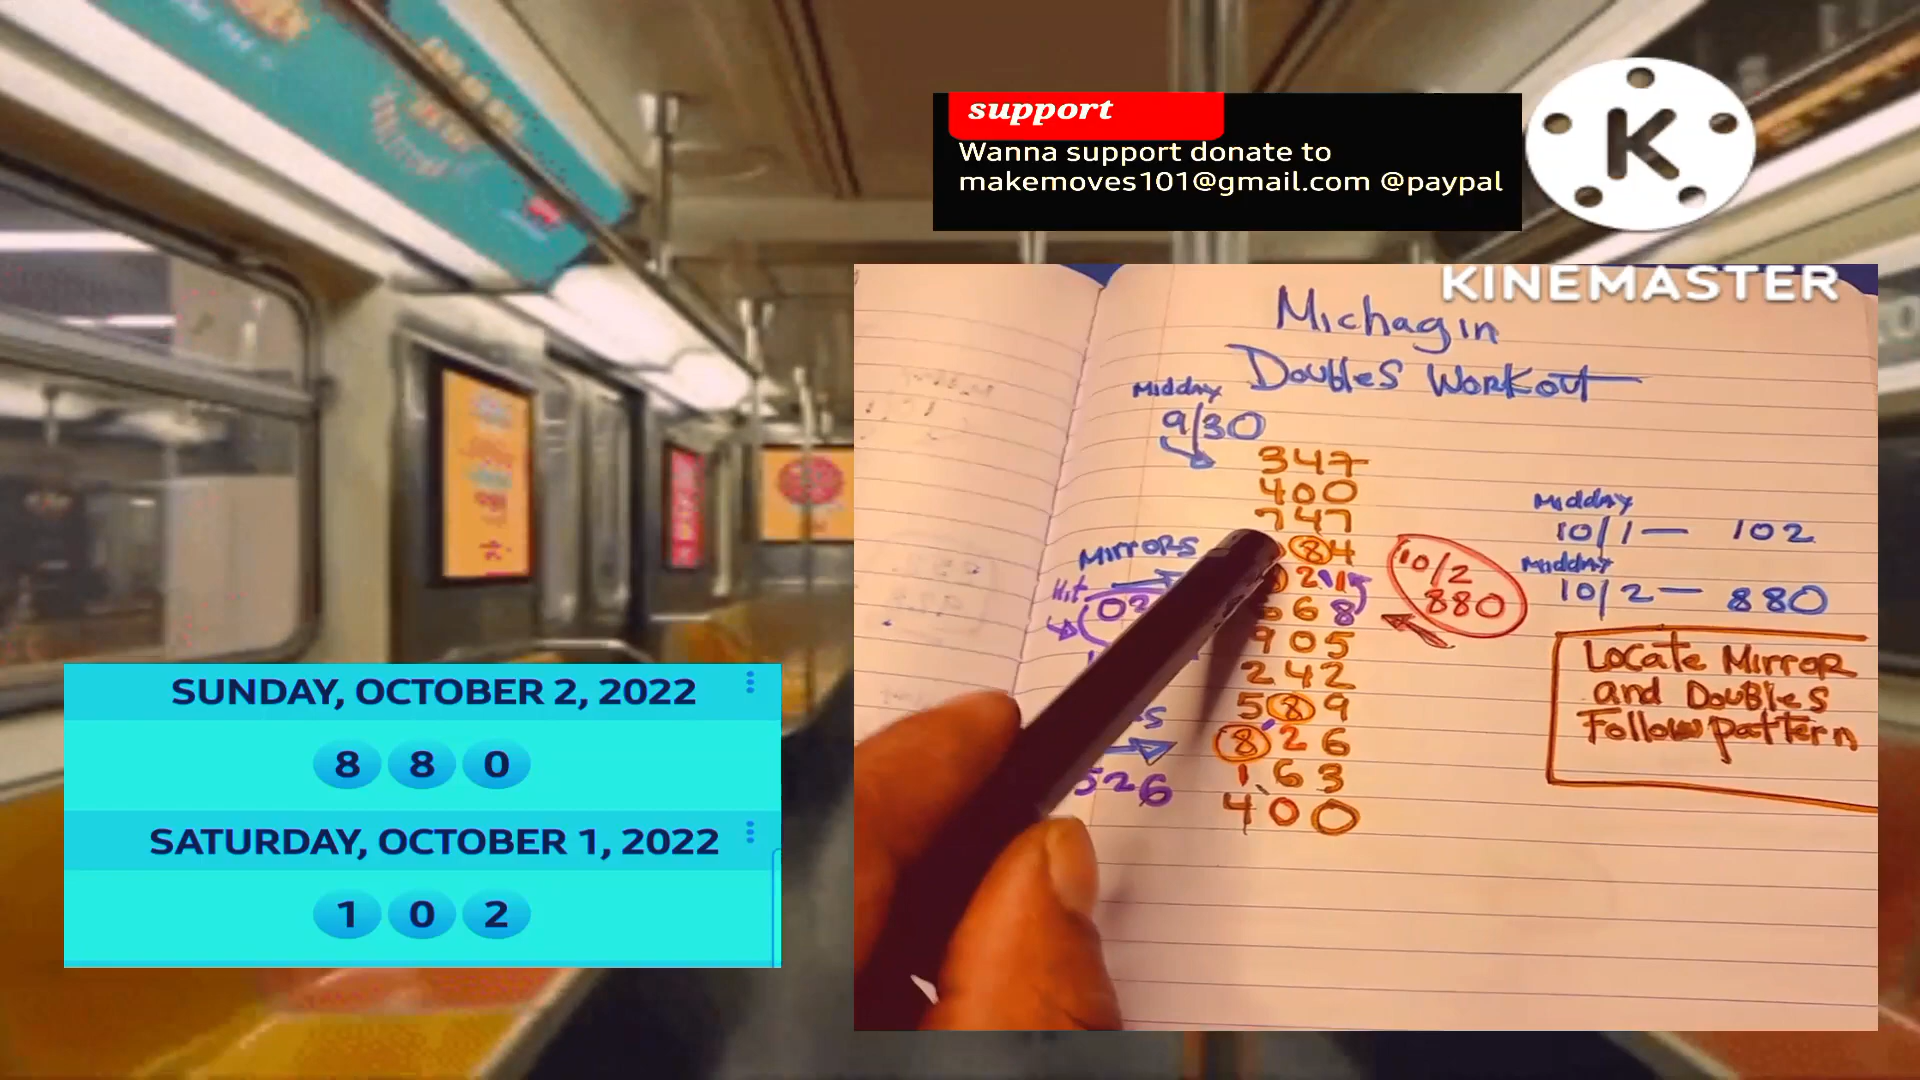 support
Wanna support donate to
makemoves101@gmail.com @paypal
K
KINEMASTER
Michagin
Doubles Workout
Midday
9/30
347
400
747
84
2
668
905
242
589
826
163
400
Mirrors
Hit
02
526
10/2
880
Midday
10/1 — 102
Midday
10/2 — 880
Locate Mirror
and Doubles
Follow pattern
SUNDAY, OCTOBER 2, 2022
8 8 0
SATURDAY, OCTOBER 1, 2022
1 0 2